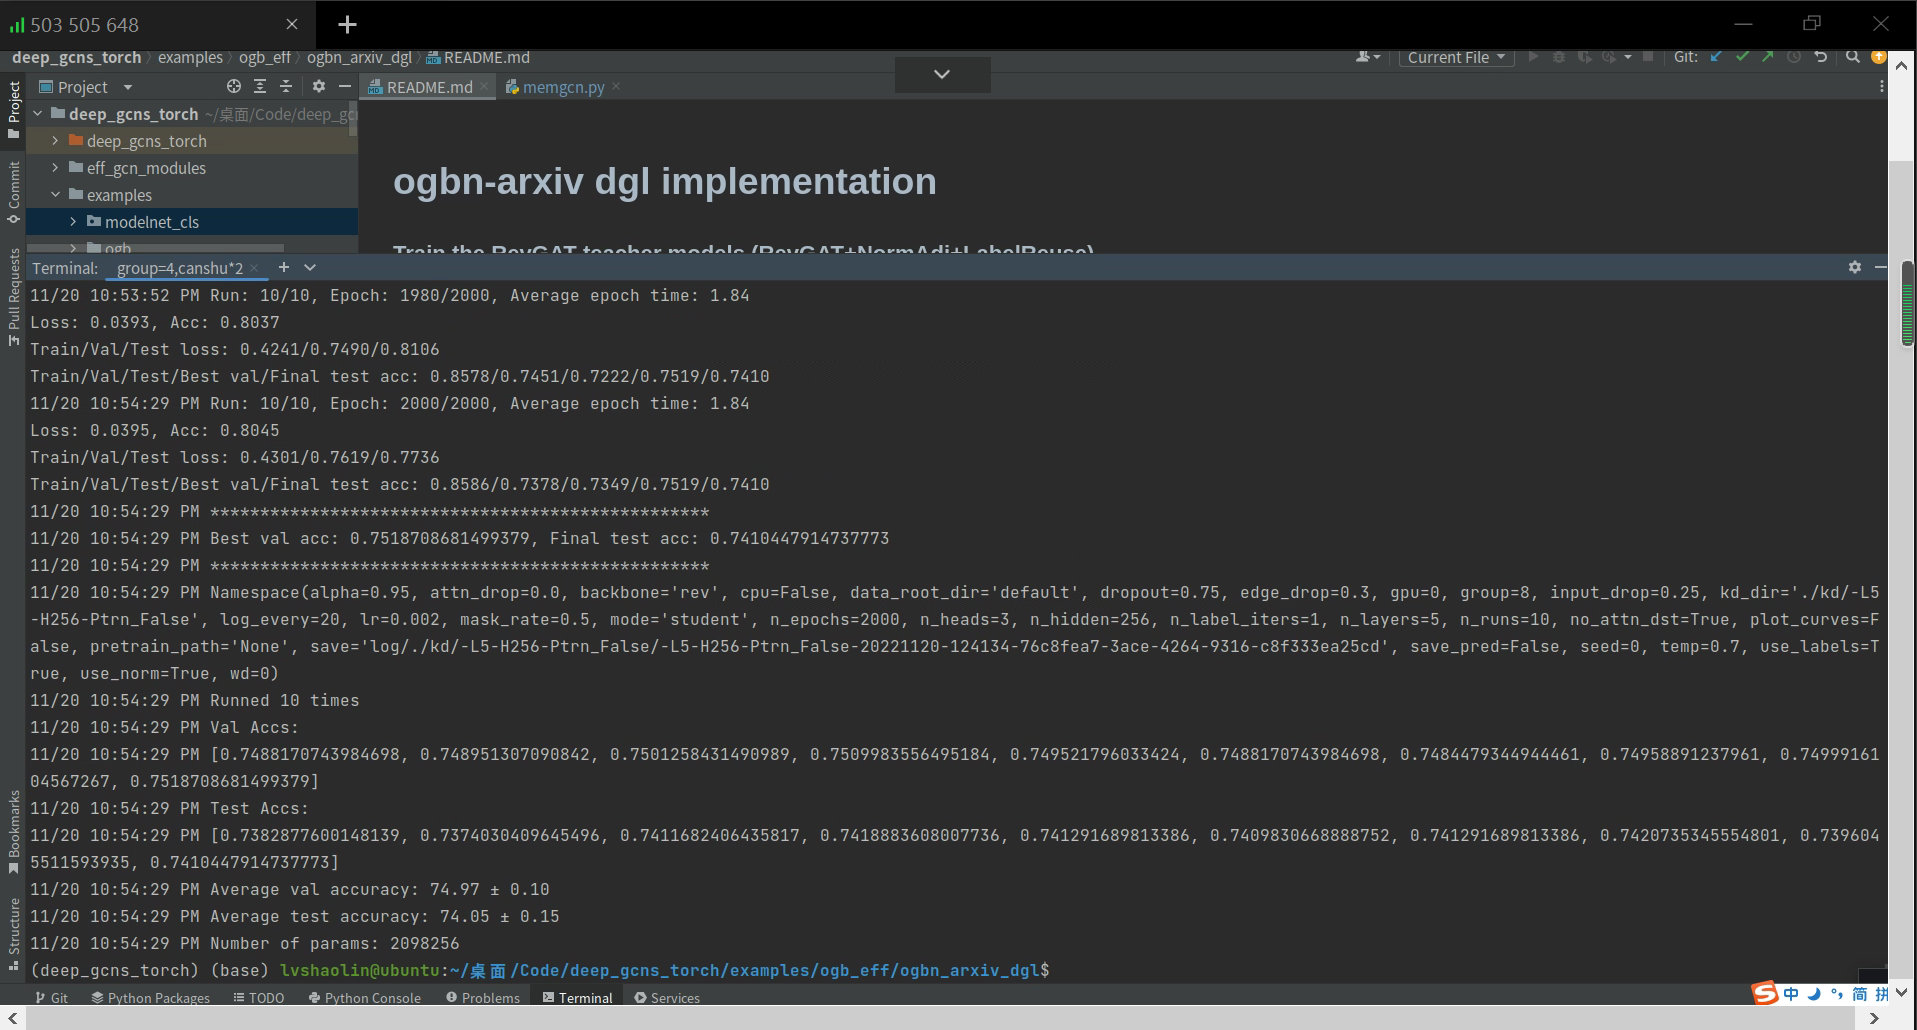 503 505 648
deep_gcns_torch examples ogb_eff ogbn_arxiv_dgl README.md
Current File
Git:
Project
README.md
memgcn.py
Project
deep_gcns_torch ~/桌面/Code/deep_gcn
deep_gcns_torch
eff_gcn_modules
examples
modelnet_cls
ogb
Commit
Pull Requests
ogbn-arxiv dgl implementation
Train the RevGAT teacher models (RevGAT+NormAdj+LabelReuse)
Terminal: group=4,canshu*2
11/20 10:53:52 PM Run: 10/10, Epoch: 1980/2000, Average epoch time: 1.84
Loss: 0.0393, Acc: 0.8037
Train/Val/Test loss: 0.4241/0.7490/0.8106
Train/Val/Test/Best val/Final test acc: 0.8578/0.7451/0.7222/0.7519/0.7410
11/20 10:54:29 PM Run: 10/10, Epoch: 2000/2000, Average epoch time: 1.84
Loss: 0.0395, Acc: 0.8045
Train/Val/Test loss: 0.4301/0.7619/0.7736
Train/Val/Test/Best val/Final test acc: 0.8586/0.7378/0.7349/0.7519/0.7410
11/20 10:54:29 PM **************************************************
11/20 10:54:29 PM Best val acc: 0.7518708681499379, Final test acc: 0.7410447914737773
11/20 10:54:29 PM **************************************************
11/20 10:54:29 PM Namespace(alpha=0.95, attn_drop=0.0, backbone='rev', cpu=False, data_root_dir='default', dropout=0.75, edge_drop=0.3, gpu=0, group=8, input_drop=0.25, kd_dir='./kd/-L5
-H256-Ptrn_False', log_every=20, lr=0.002, mask_rate=0.5, mode='student', n_epochs=2000, n_heads=3, n_hidden=256, n_label_iters=1, n_layers=5, n_runs=10, no_attn_dst=True, plot_curves=F
alse, pretrain_path='None', save='log/./kd/-L5-H256-Ptrn_False/-L5-H256-Ptrn_False-20221120-124134-76c8fea7-3ace-4264-9316-c8f333ea25cd', save_pred=False, seed=0, temp=0.7, use_labels=T
rue, use_norm=True, wd=0)
11/20 10:54:29 PM Runned 10 times
11/20 10:54:29 PM Val Accs:
11/20 10:54:29 PM [0.7488170743984698, 0.748951307090842, 0.7501258431490989, 0.7509983556495184, 0.749521796033424, 0.7488170743984698, 0.7484479344944461, 0.74958891237961, 0.7499916 1
04567267, 0.7518708681499379]
11/20 10:54:29 PM Test Accs:
11/20 10:54:29 PM [0.7382877600148139, 0.7374030409645496, 0.7411682406435817, 0.7418883608007736, 0.741291689813386, 0.7409830668888752, 0.741291689813386, 0.7420735345554801, 0.739604
5511593935, 0.7410447914737773]
11/20 10:54:29 PM Average val accuracy: 74.97 ± 0.10
11/20 10:54:29 PM Average test accuracy: 74.05 ± 0.15
11/20 10:54:29 PM Number of params: 2098256
(deep_gcns_torch) (base) lvshaolin@ubuntu:~/桌面/Code/deep_gcns_torch/examples/ogb_eff/ogbn_arxiv_dgl$
Bookmarks
Structure
Git Python Packages TODO Python Console Problems Terminal Services
S 中 简 拼